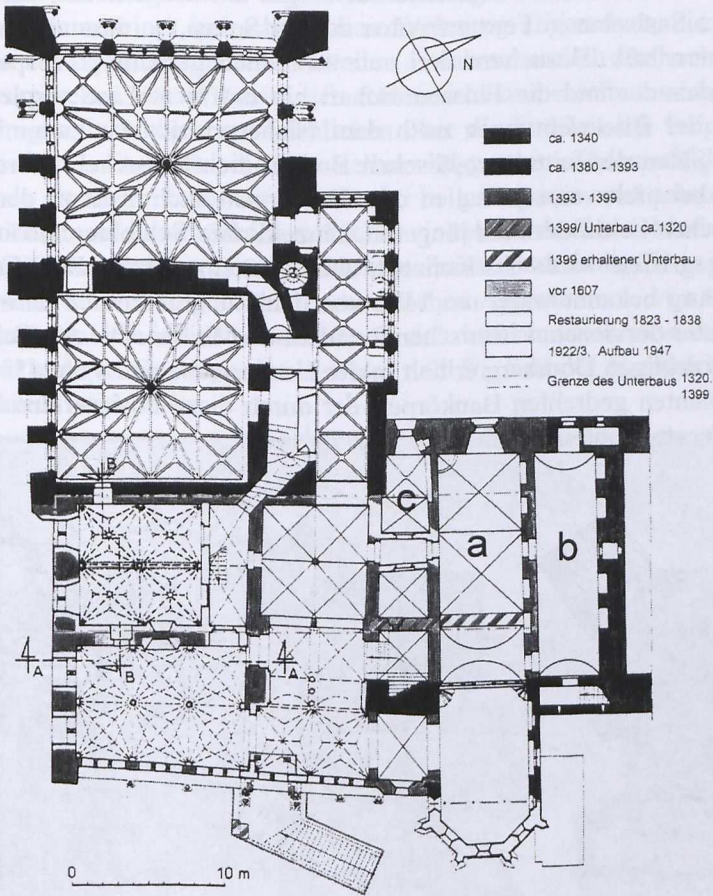 N
ca. 1340
ca. 1380 - 1393
1393 - 1399
1399/ Unterbau ca.1320
1399 erhaltener Unterbau
vor 1607
Restaurierung 1823 - 1838
1922/3, Aufbau 1947
Grenze des Unterbaus 1320.
1399
B
c
a
b
A
B
A
0
10 m